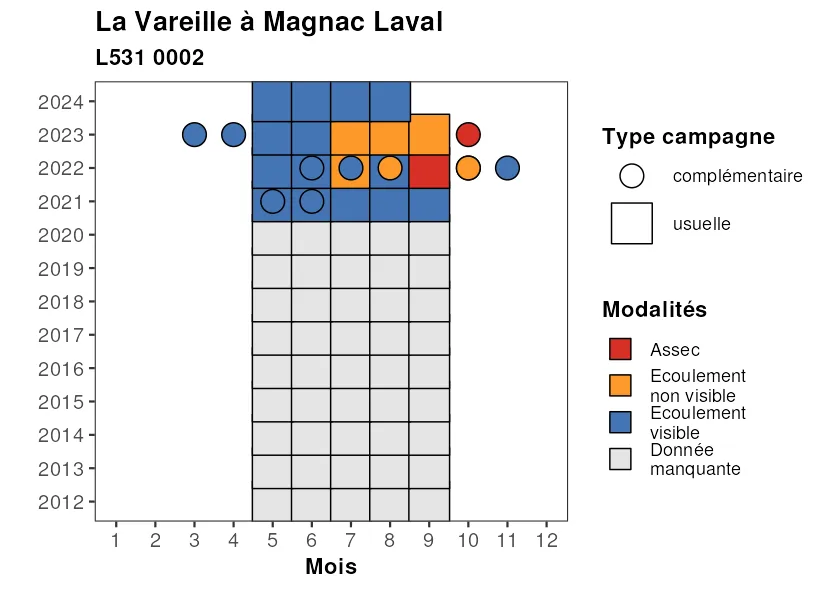 La Vareille à Magnac Laval
L531 0002
2024
2023
2022
2021
2020
2019
2018
2017
2016
2015
2014
2013
2012
1 2 3 4 5 6 7 8 9 10 11 12
Mois
Type campagne
complémentaire
usuelle
Modalités
Assec
Ecoulement
non visible
Ecoulement
visible
Donnée
manquante